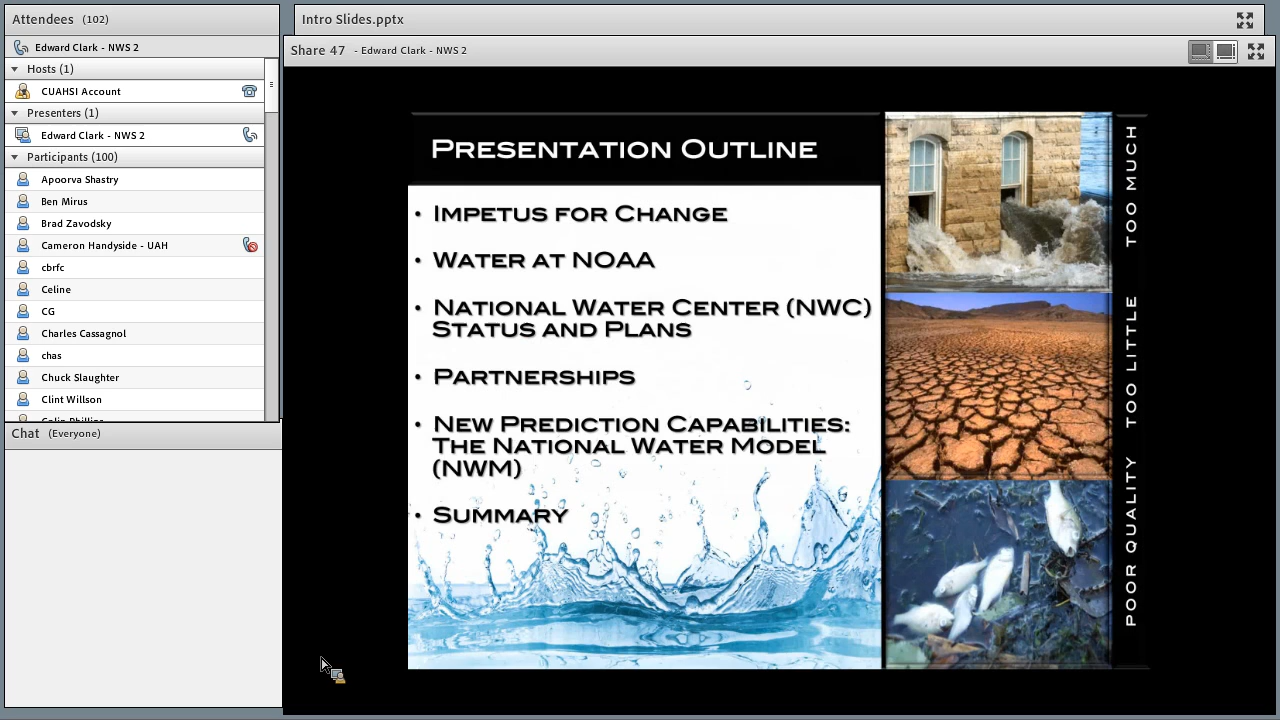 Attendees (102)
Edward Clark - NWS 2
Hosts (1)
CUAHSI Account
Presenters (1)
Edward Clark - NWS 2
Participants (100)
Apoorva Shastry
Ben Mirus
Brad Zavodsky
Cameron Handyside - UAH
cbrfc
Celine
CG
Charles Cassagnol
chas
Chuck Slaughter
Clint Willson
Chat (Everyone)
Intro Slides.pptx
Share 47 - Edward Clark - NWS 2
Presentation Outline
• Impetus for Change
• Water at NOAA
• National Water Center (NWC)
Status and Plans
• Partnerships
• New Prediction Capabilities:
The National Water Model
(NWM)
• Summary
TOO MUCH
TOO LITTLE
POOR QUALITY